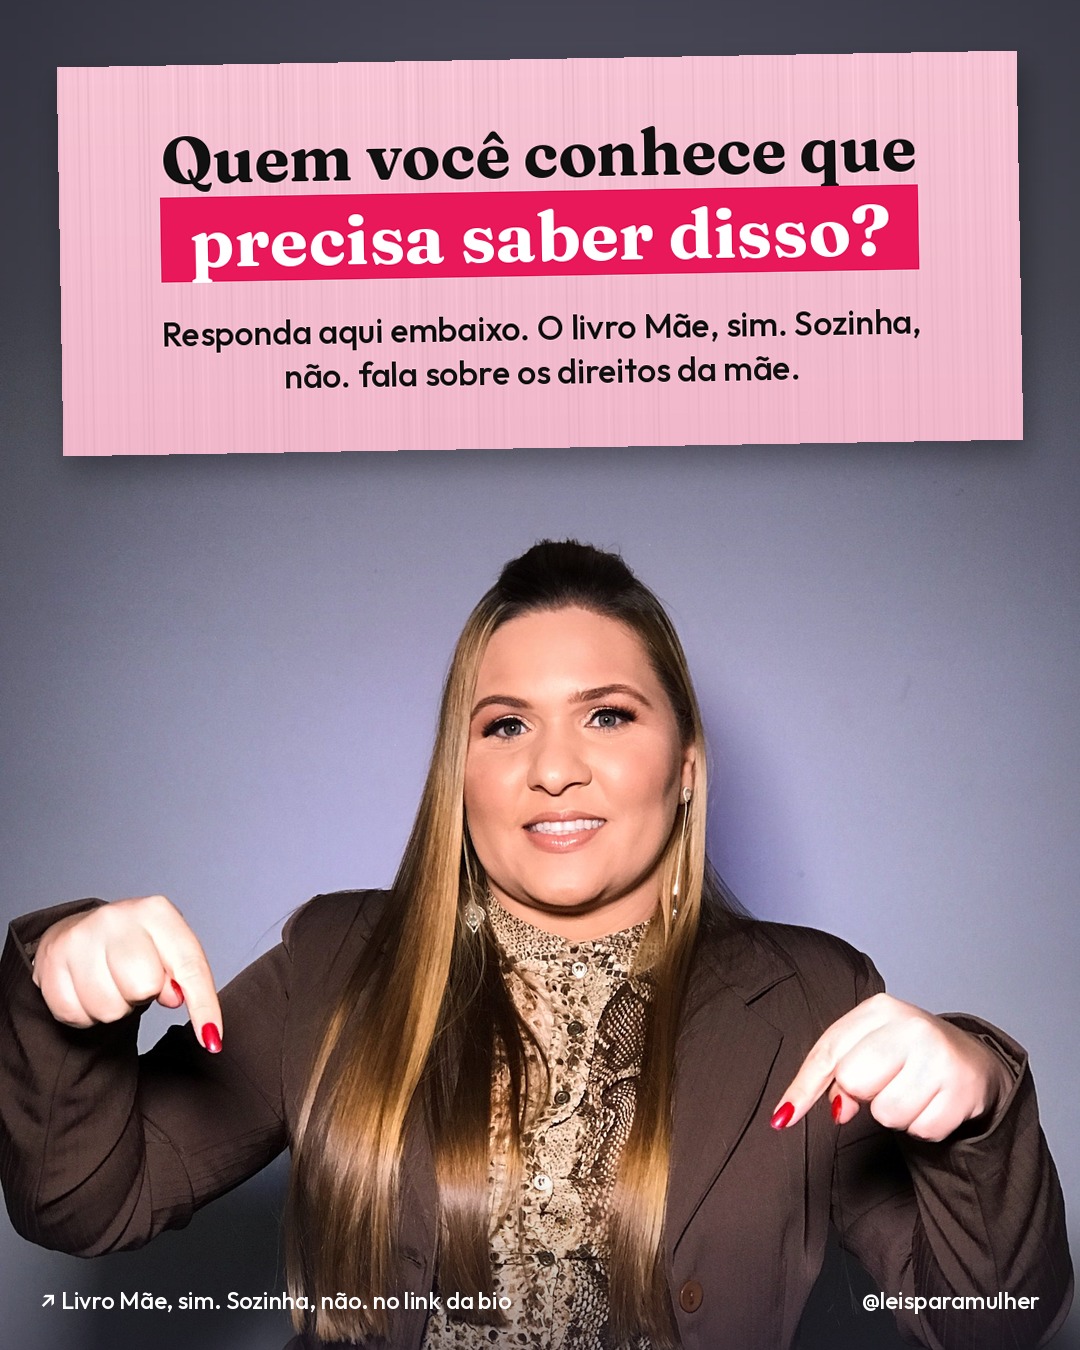 Quem você conhece que
precisa saber disso?
Responda aqui embaixo. O livro Mãe, sim. Sozinha,
não. fala sobre os direitos da mãe.
↗ Livro Mãe, sim. Sozinha, não. no link da bio
@leisparamulher